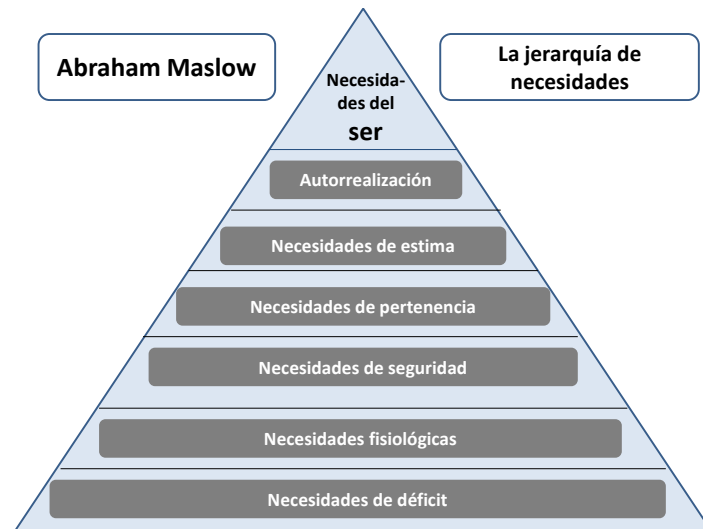 Abraham Maslow
La jerarquía de
necesidades
Necesida-
des del
ser
Autorrealización
Necesidades de estima
Necesidades de pertenencia
Necesidades de seguridad
Necesidades fisiológicas
Necesidades de déficit